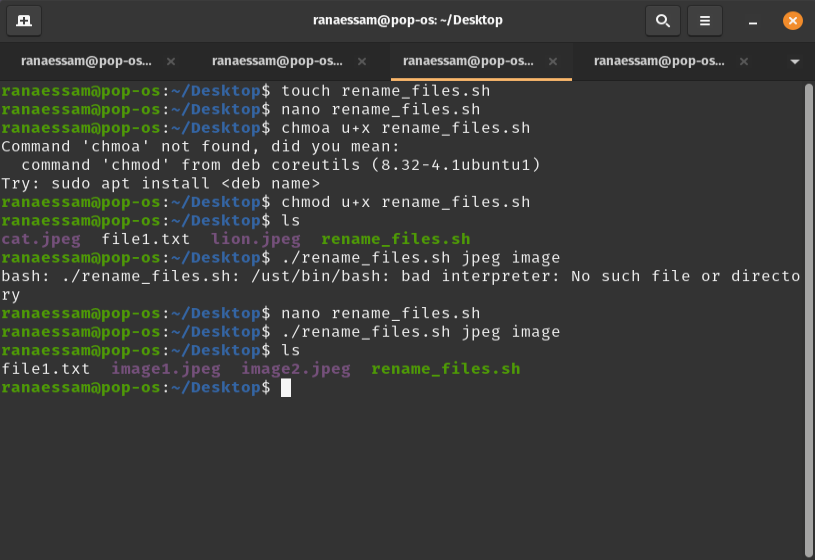 ranaessam@pop-os: ~/Desktop
ranaessam@pop-os... ranaessam@pop-os... ranaessam@pop-os... ranaessam@pop-os...
ranaessam@pop-os:~/Desktop$ touch rename_files.sh
ranaessam@pop-os:~/Desktop$ nano rename_files.sh
ranaessam@pop-os:~/Desktop$ chmoa u+x rename_files.sh
Command 'chmoa' not found, did you mean:
  command 'chmod' from deb coreutils (8.32-4.1ubuntu1)
Try: sudo apt install <deb name>
ranaessam@pop-os:~/Desktop$ chmod u+x rename_files.sh
ranaessam@pop-os:~/Desktop$ ls
cat.jpeg  file1.txt  lion.jpeg  rename_files.sh
ranaessam@pop-os:~/Desktop$ ./rename_files.sh jpeg image
bash: ./rename_files.sh: /ust/bin/bash: bad interpreter: No such file or directo
ry
ranaessam@pop-os:~/Desktop$ nano rename_files.sh
ranaessam@pop-os:~/Desktop$ ./rename_files.sh jpeg image
ranaessam@pop-os:~/Desktop$ ls
file1.txt  image1.jpeg  image2.jpeg  rename_files.sh
ranaessam@pop-os:~/Desktop$